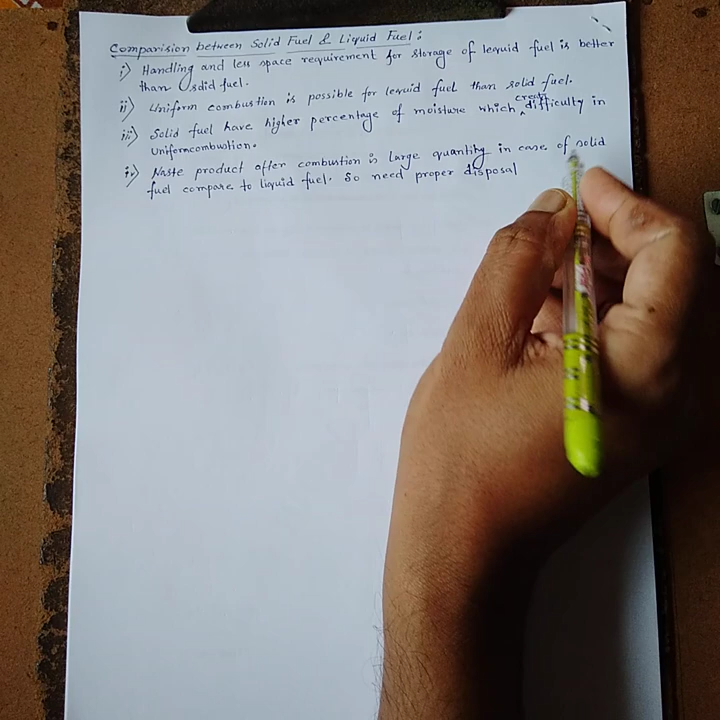 Comparision between Solid Fuel & Liquid Fuel :
i) Handling and less space requirement for storage of lequid fuel is better
than sdid fuel.
ii) Uniform combustion is possible for lequid fuel than solid fuel.
iii) Solid fuel have higher percentage of moisture which create difficulty in
Uniformcombustion.
iv) Waste product after combustion is Large quantity in case of solid
fuel compare to liquid fuel. So need proper disposal